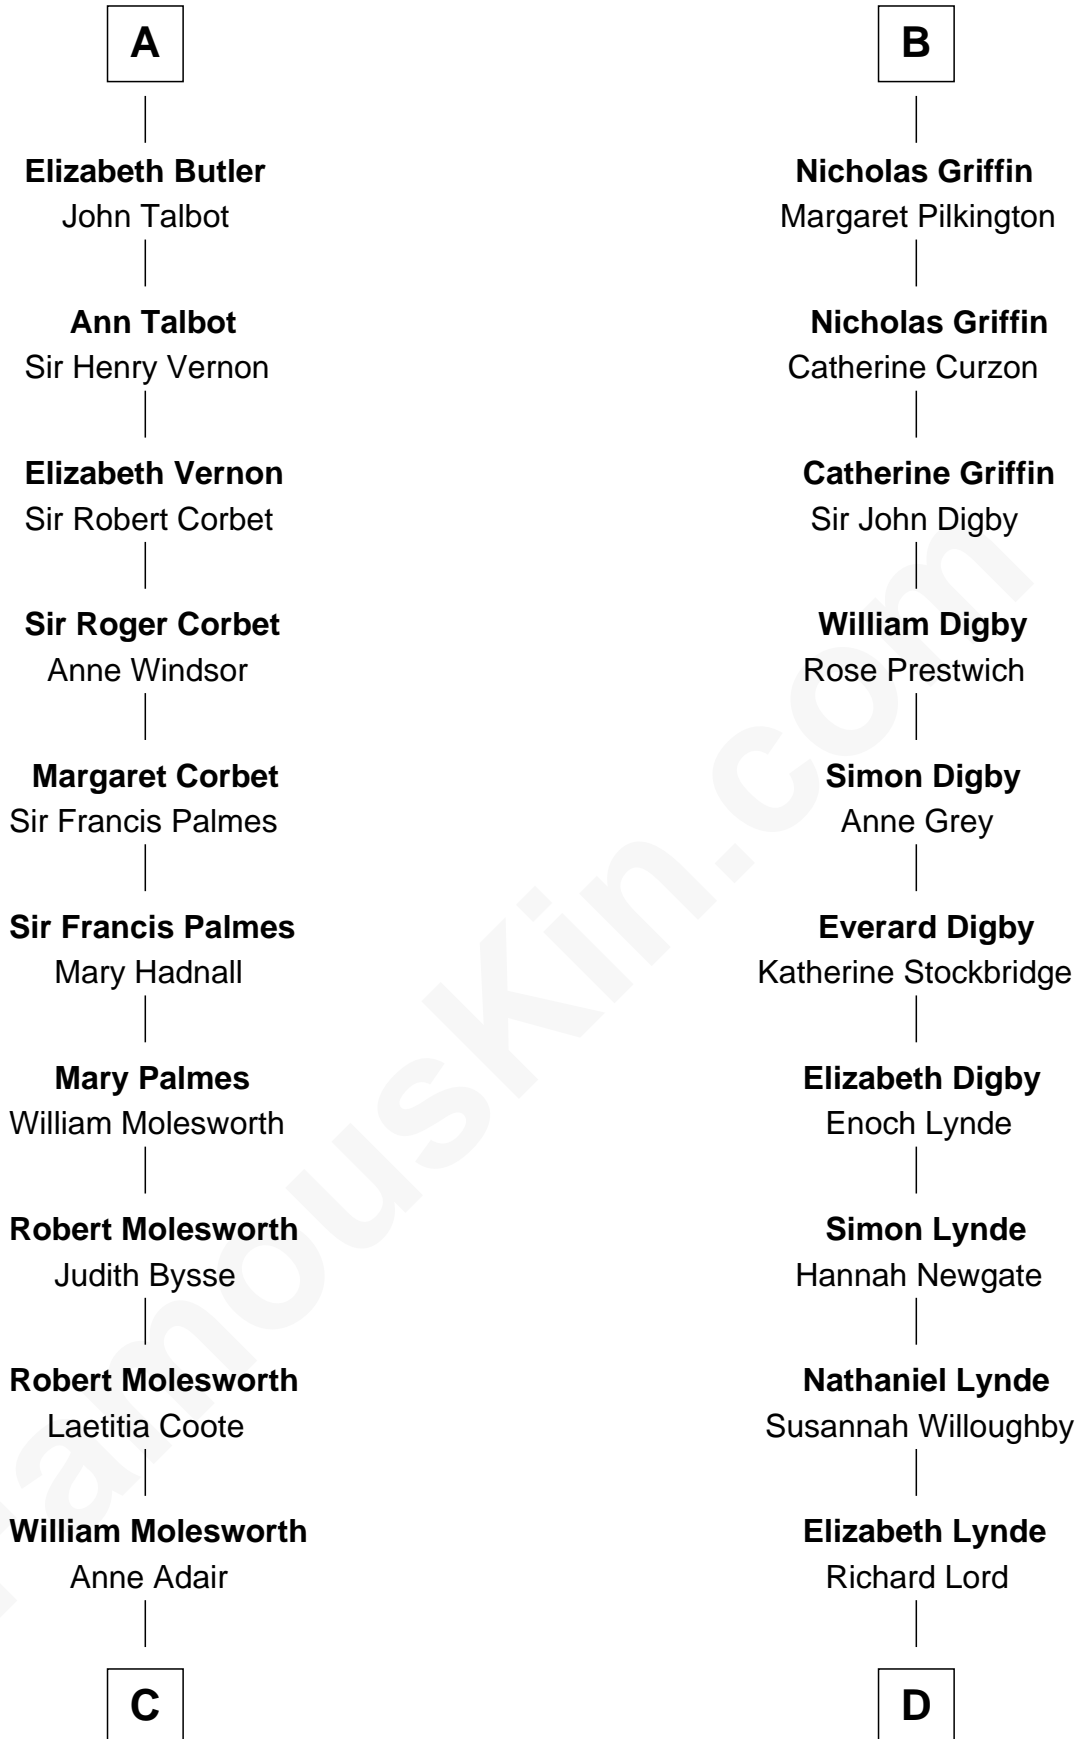 A
Elizabeth Butler
John Talbot
Ann Talbot
Sir Henry Vernon
Elizabeth Vernon
Sir Robert Corbet
Sir Roger Corbet
Anne Windsor
Margaret Corbet
Sir Francis Palmes
Sir Francis Palmes
Mary Hadnall
Mary Palmes
William Molesworth
Robert Molesworth
Judith Bysse
Robert Molesworth
Laetitia Coote
William Molesworth
Anne Adair
C
B
Nicholas Griffin
Margaret Pilkington
Nicholas Griffin
Catherine Curzon
Catherine Griffin
Sir John Digby
William Digby
Rose Prestwich
Simon Digby
Anne Grey
Everard Digby
Katherine Stockbridge
Elizabeth Digby
Enoch Lynde
Simon Lynde
Hannah Newgate
Nathaniel Lynde
Susannah Willoughby
Elizabeth Lynde
Richard Lord
D
FamousKin.com